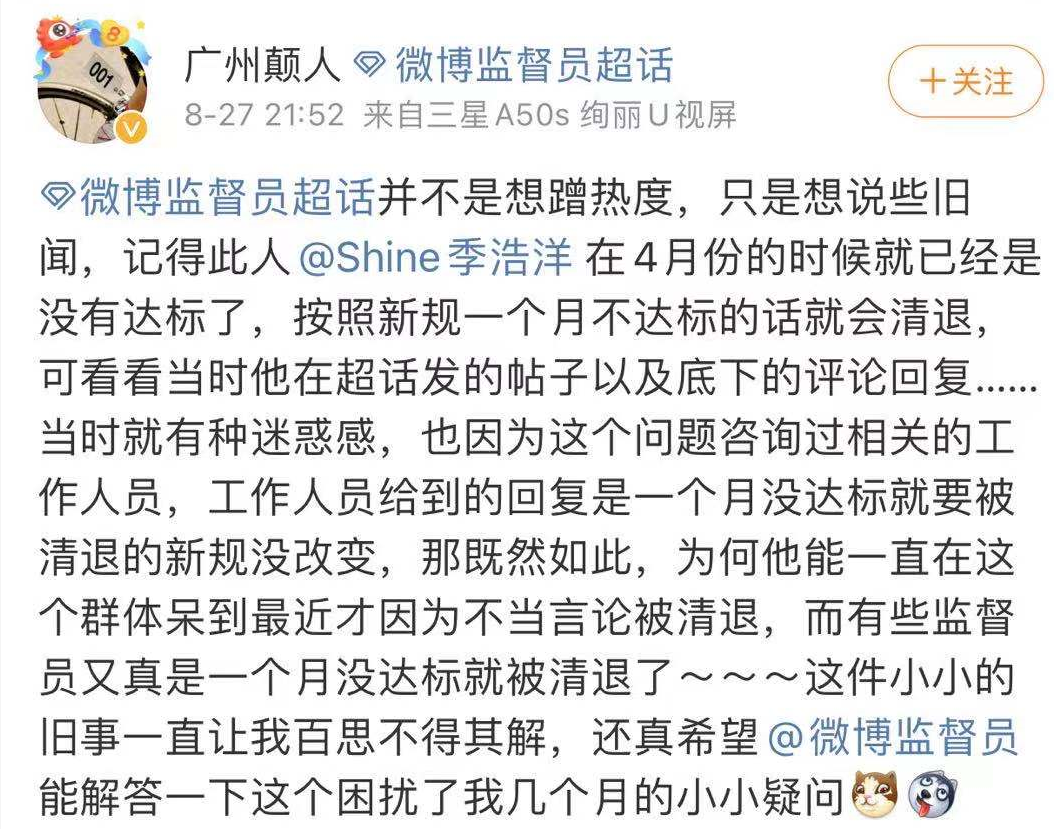 001
广州颠人 微博监督员超话
+关注
8-27 21:52 来自三星A50s 绚丽U视屏
微博监督员超话并不是想蹭热度，只是想说些旧
闻，记得此人 @Shine季浩洋 在4月份的时候就已经是
没有达标了，按照新规一个月不达标的话就会清退，
可看看当时他在超话发的帖子以及底下的评论回复......
当时就有种迷惑感，也因为这个问题咨询过相关的工
作人员，工作人员给到的回复是一个月没达标就要被
清退的新规没改变，那既然如此，为何他能一直在这
个群体呆到最近才因为不当言论被清退，而有些监督
员又真是一个月没达标就被清退了～～～这件小小的
旧事一直让我百思不得其解，还真希望 @微博监督员
能解答一下这个困扰了我几个月的小小疑问